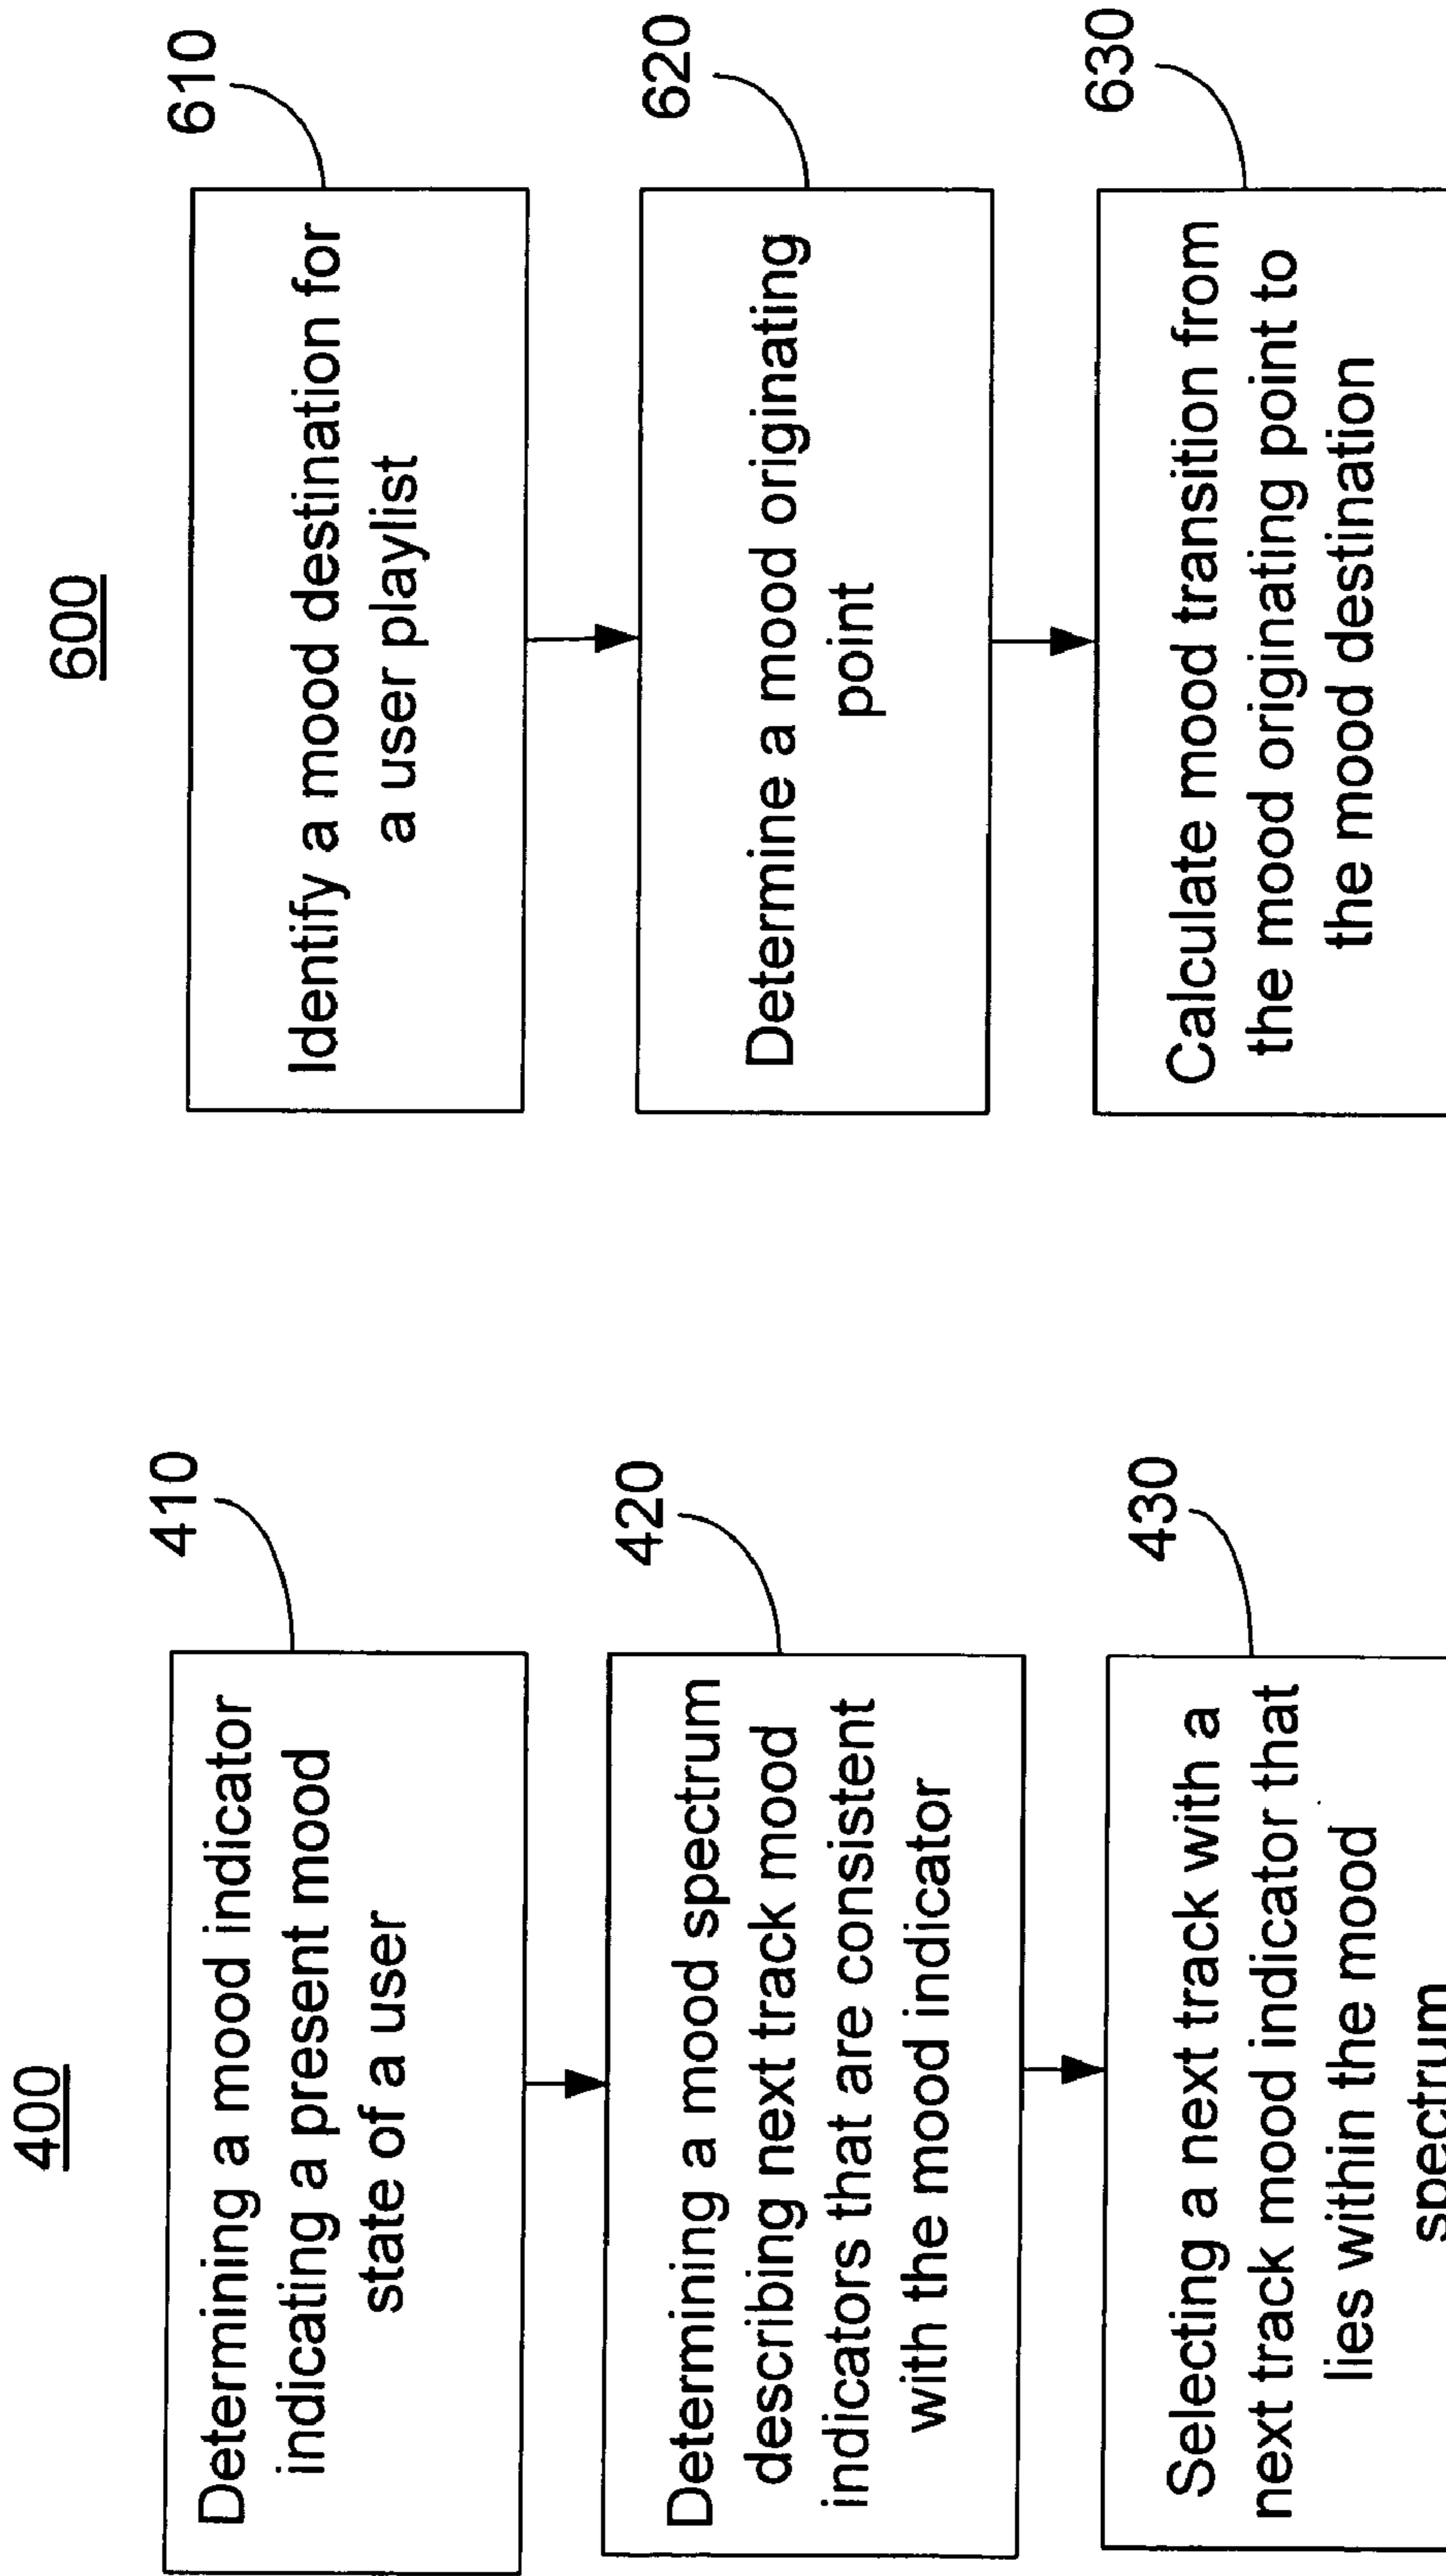 400
410
Determining a mood indicator
indicating a present mood
state of a user
420
Determining a mood spectrum
describing next track mood
indicators that are consistent
with the mood indicator
430
Selecting a next track with a
next track mood indicator that
lies within the mood
spectrum
600
610
Identify a mood destination for
a user playlist
620
Determine a mood originating
point
630
Calculate mood transition from
the mood originating point to
the mood destination